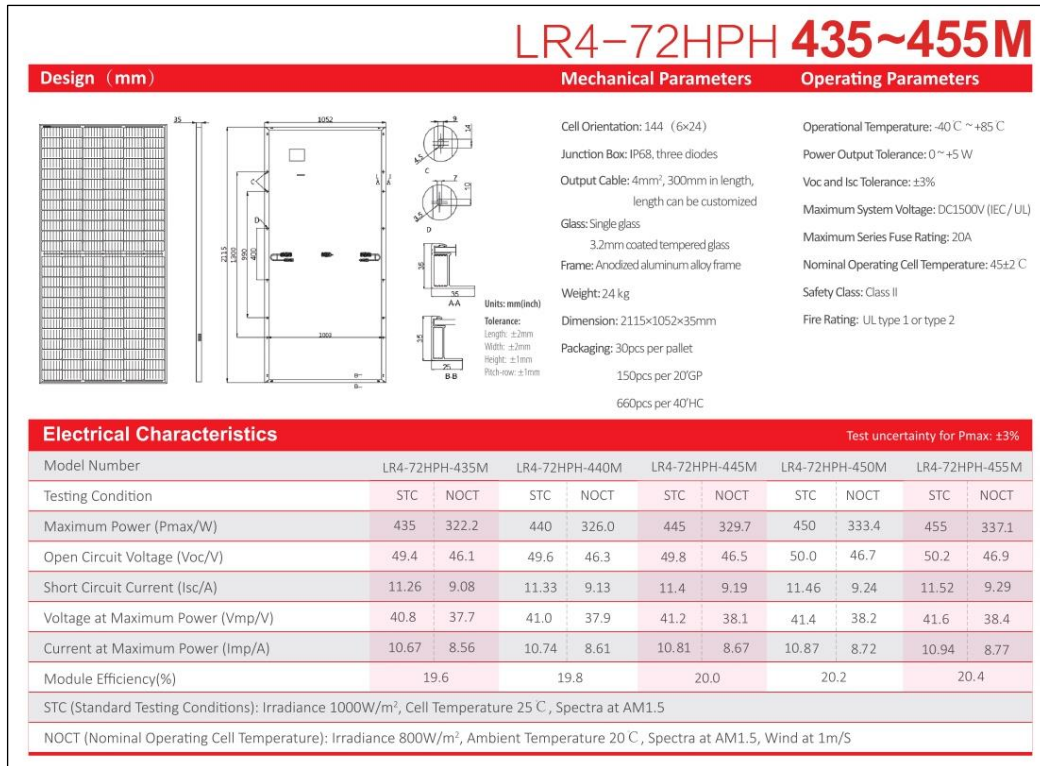 LR4-72HPH 435~455M
Design (mm) Mechanical Parameters Operating Parameters
35
1052
9
14
4.5
C
7
10
3.5
D
C
D
A A
2115
1300
990
400
1003
B
B
35
A-A
35
25
B-B
Units: mm(inch)
Tolerance:
Length: ±2mm
Width: ±2mm
Height: ±1mm
Pitch-row: ±1mm
Cell Orientation: 144 (6×24)
Junction Box: IP68, three diodes
Output Cable: 4mm², 300mm in length,
length can be customized
Glass: Single glass
3.2mm coated tempered glass
Frame: Anodized aluminum alloy frame
Weight: 24 kg
Dimension: 2115×1052×35mm
Packaging: 30pcs per pallet
150pcs per 20'GP
660pcs per 40'HC
Operational Temperature: -40℃ ~ +85℃
Power Output Tolerance: 0 ~ +5 W
Voc and Isc Tolerance: ±3%
Maximum System Voltage: DC1500V (IEC/UL)
Maximum Series Fuse Rating: 20A
Nominal Operating Cell Temperature: 45±2℃
Safety Class: Class II
Fire Rating: UL type 1 or type 2
Electrical Characteristics Test uncertainty for Pmax: ±3%
Model Number LR4-72HPH-435M LR4-72HPH-440M LR4-72HPH-445M LR4-72HPH-450M LR4-72HPH-455M
Testing Condition STC NOCT STC NOCT STC NOCT STC NOCT STC NOCT
Maximum Power (Pmax/W) 435 322.2 440 326.0 445 329.7 450 333.4 455 337.1
Open Circuit Voltage (Voc/V) 49.4 46.1 49.6 46.3 49.8 46.5 50.0 46.7 50.2 46.9
Short Circuit Current (Isc/A) 11.26 9.08 11.33 9.13 11.4 9.19 11.46 9.24 11.52 9.29
Voltage at Maximum Power (Vmp/V) 40.8 37.7 41.0 37.9 41.2 38.1 41.4 38.2 41.6 38.4
Current at Maximum Power (Imp/A) 10.67 8.56 10.74 8.61 10.81 8.67 10.87 8.72 10.94 8.77
Module Efficiency(%) 19.6 19.8 20.0 20.2 20.4
STC (Standard Testing Conditions): Irradiance 1000W/m², Cell Temperature 25℃, Spectra at AM1.5
NOCT (Nominal Operating Cell Temperature): Irradiance 800W/m², Ambient Temperature 20℃, Spectra at AM1.5, Wind at 1m/S